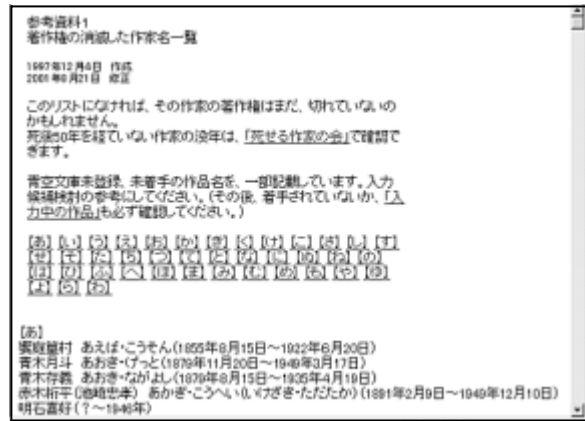 参考資料1
著作権の消滅した作家名一覧
1997年12月4日 作成
2001年8月21日 修正
このリストになければ、その作家の著作権はまだ、切れていないの
かもしれません。
死後50年を経ていない作家の没年は、「死せる作家の会」で確認で
きます。
青空文庫未登録、未着手の作品名を、一部記載しています。入力
候補検討の参考にしてください。(その後、着手されていないか、「入
力中の作品」も必ず確認してください。)
[あ] [い] [う] [え] [お] [か] [き] [く] [け] [こ] [さ] [し] [す]
[せ] [そ] [た] [ち] [つ] [て] [と] [な] [に] [ぬ] [ね] [の]
[は] [ひ] [ふ] [へ] [ほ] [ま] [み] [む] [め] [も] [や] [ゆ]
[よ] [ら] [わ]
[あ]
饗庭篁村 あえば・こうそん(1855年8月15日~1922年6月20日)
青木月斗 あおき・げっと(1879年11月20日~1949年3月17日)
青木存義 あおき・ながよし(1879年8月15日~1935年4月19日)
赤木桁平(池崎忠孝) あかぎ・こうへい(いけざき・ただたか)(1891年2月9日~1949年12月10日)
明石喜好(?~1946年)